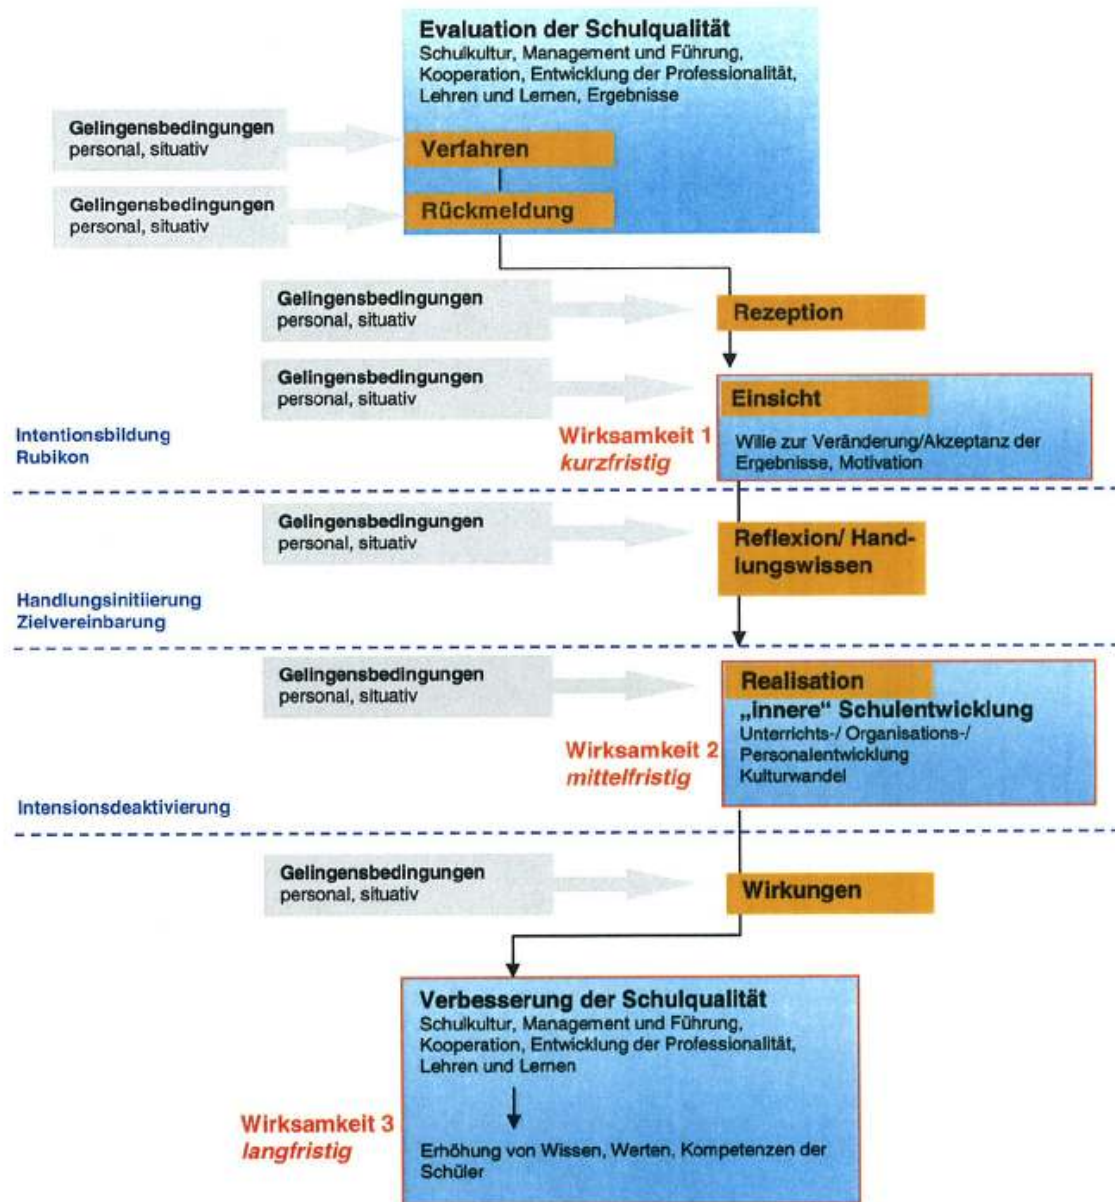 Evaluation der Schulqualität
Schulkultur, Management und Führung,
Kooperation, Entwicklung der Professionalität,
Lehren und Lernen, Ergebnisse
Gelingensbedingungen
personal, situativ
Verfahren
Gelingensbedingungen
personal, situativ
Rückmeldung
Gelingensbedingungen
personal, situativ
Rezeption
Gelingensbedingungen
personal, situativ
Einsicht
Wille zur Veränderung/Akzeptanz der
Ergebnisse, Motivation
Wirksamkeit 1
kurzfristig
Intentionsbildung
Rubikon
Gelingensbedingungen
personal, situativ
Reflexion/ Hand-
lungswissen
Handlungsinitiierung
Zielvereinbarung
Gelingensbedingungen
personal, situativ
Realisation
„innere“ Schulentwicklung
Unterrichts-/ Organisations-/
Personalentwicklung
Kulturwandel
Wirksamkeit 2
mittelfristig
Intensionsdeaktivierung
Gelingensbedingungen
personal, situativ
Wirkungen
Verbesserung der Schulqualität
Schulkultur, Management und Führung,
Kooperation, Entwicklung der Professionalität,
Lehren und Lernen
Wirksamkeit 3
langfristig
Erhöhung von Wissen, Werten, Kompetenzen der
Schüler